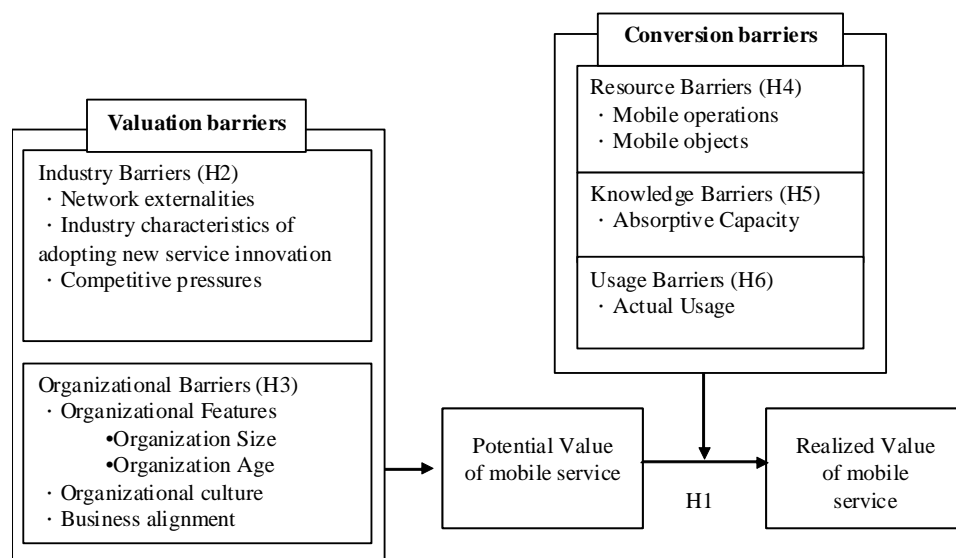 Valuation barriers
Industry Barriers (H2)
· Network externalities
· Industry characteristics of
adopting new service innovation
· Competitive pressures
Organizational Barriers (H3)
· Organizational Features
•Organization Size
•Organization Age
· Organizational culture
· Business alignment
Conversion barriers
Resource Barriers (H4)
· Mobile operations
· Mobile objects
Knowledge Barriers (H5)
· Absorptive Capacity
Usage Barriers (H6)
· Actual Usage
Potential Value
of mobile service
H1
Realized Value
of mobile
service